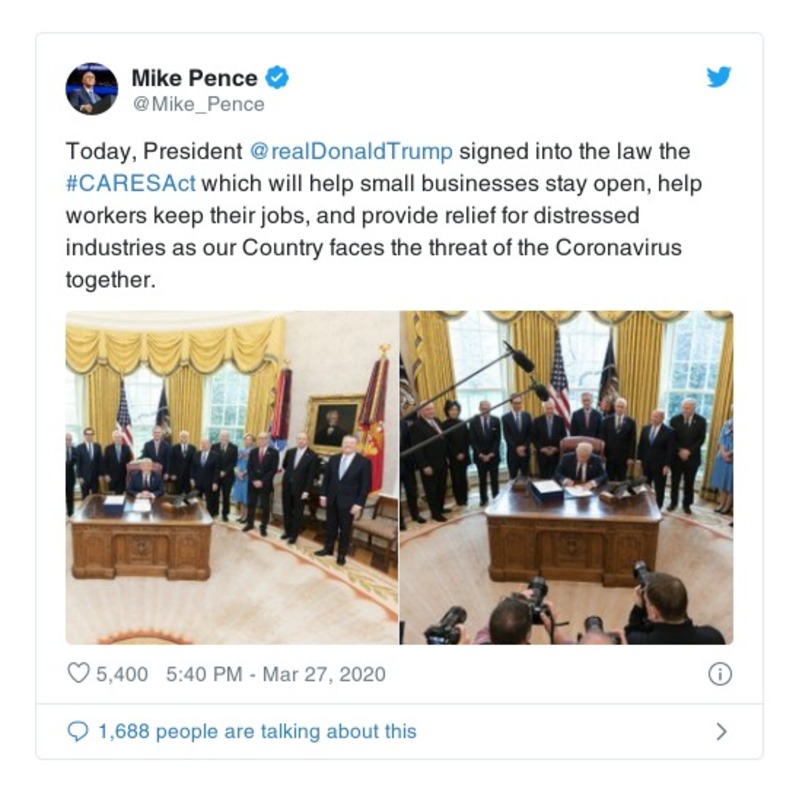 Mike Pence
@Mike_Pence
Today, President @realDonaldTrump signed into the law the
#CARESAct which will help small businesses stay open, help
workers keep their jobs, and provide relief for distressed
industries as our Country faces the threat of the Coronavirus
together.
5,400 5:40 PM - Mar 27, 2020
1,688 people are talking about this